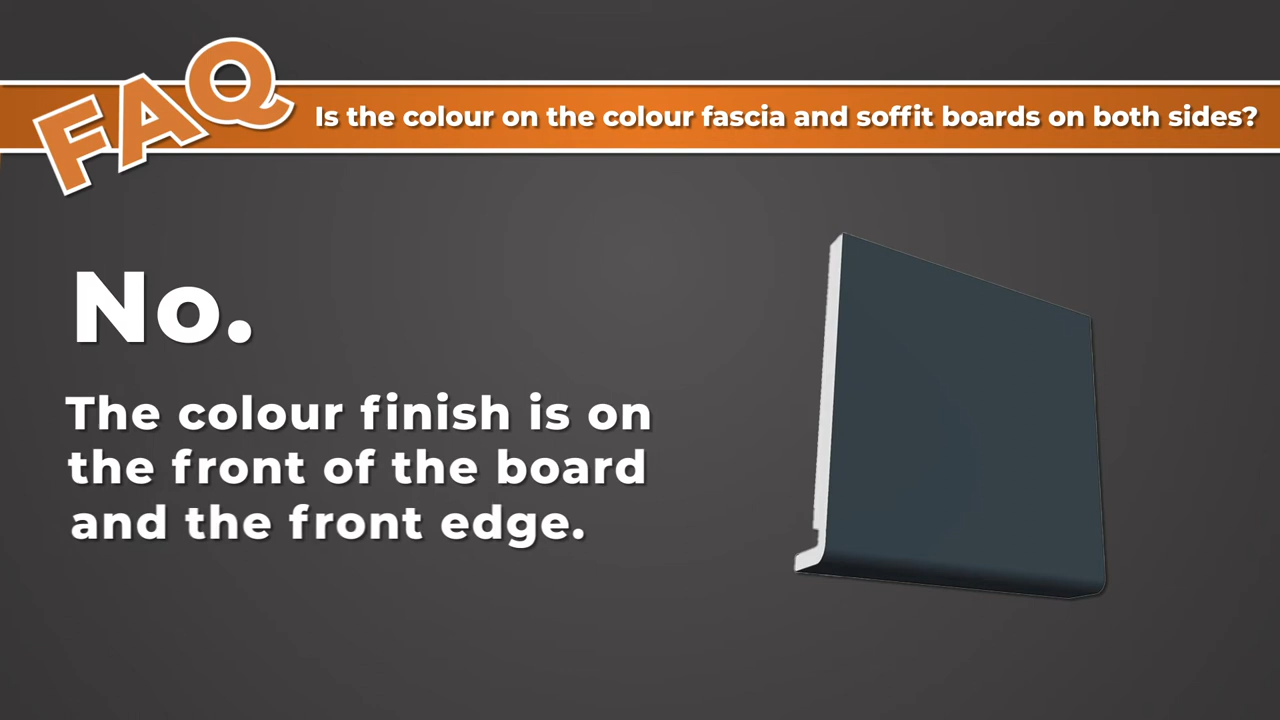 FAQ
Is the colour on the colour fascia and soffit boards on both sides?
No.
The colour finish is on
the front of the board
and the front edge.